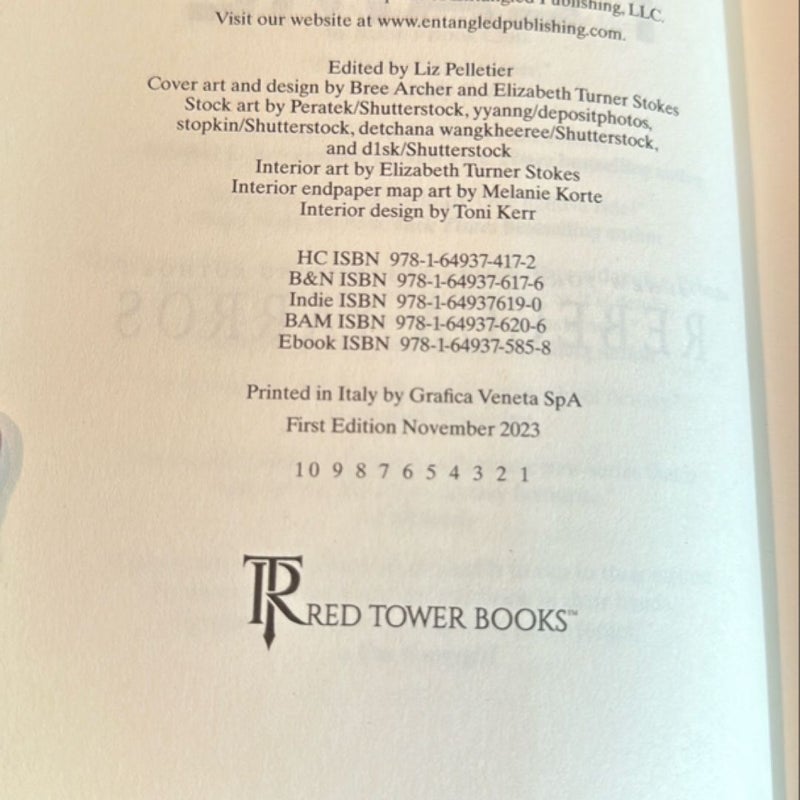 Publishing, LLC.
Visit our website at www.entangledpublishing.com.
Edited by Liz Pelletier
Cover art and design by Bree Archer and Elizabeth Turner Stokes
Stock art by Peratek/Shutterstock, yyanng/depositphotos,
stopkin/Shutterstock, detchana wangkheeree/Shutterstock,
and d1sk/Shutterstock
Interior art by Elizabeth Turner Stokes
Interior endpaper map art by Melanie Korte
Interior design by Toni Kerr
HC ISBN 978-1-64937-417-2
B&N ISBN 978-1-64937-617-6
Indie ISBN 978-1-64937619-0
BAM ISBN 978-1-64937-620-6
Ebook ISBN 978-1-64937-585-8
Printed in Italy by Grafica Veneta SpA
First Edition November 2023
10 9 8 7 6 5 4 3 2 1
TR RED TOWER BOOKS™